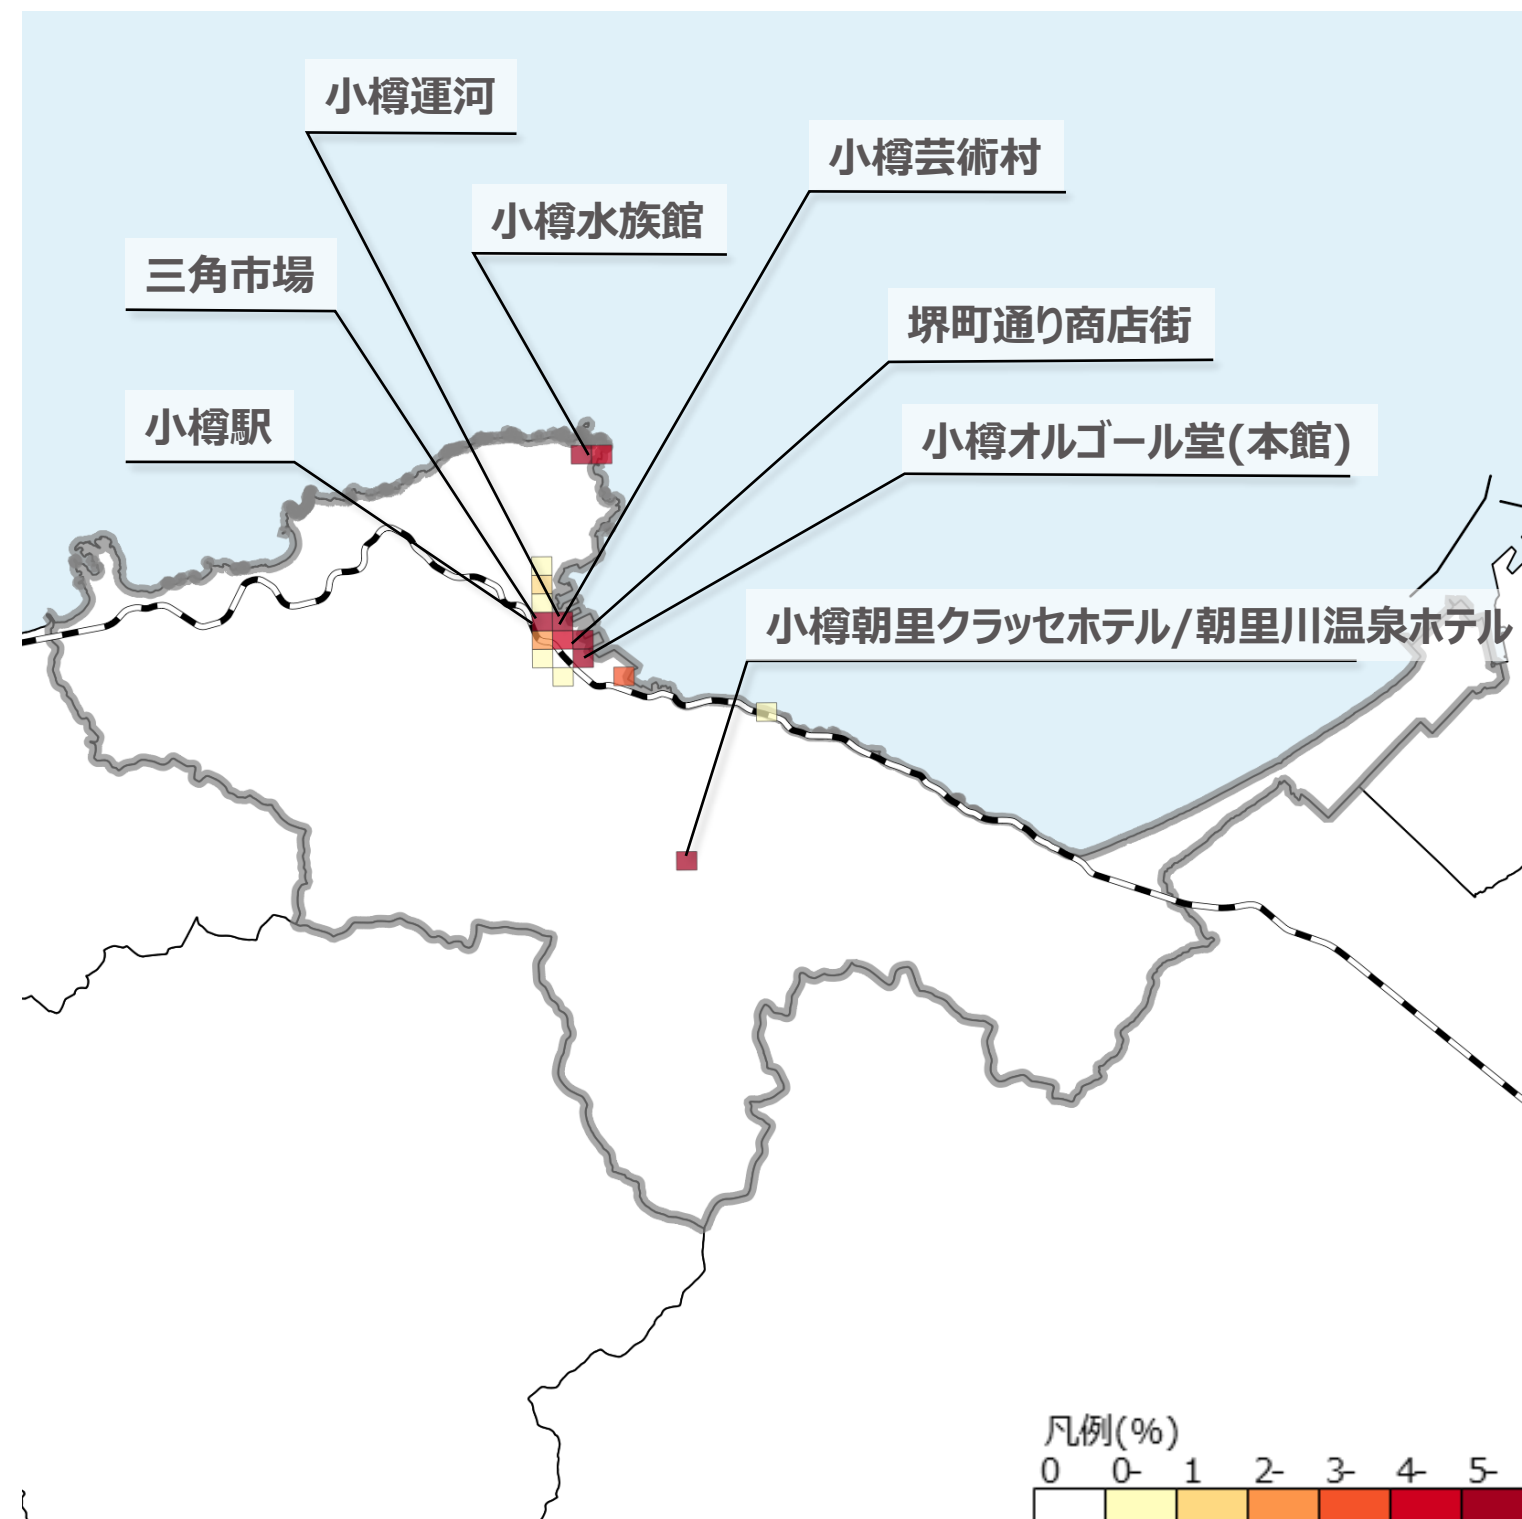 小樽運河
小樽芸術村
小樽水族館
三角市場
堺町通り商店街
小樽駅
小樽オルゴール堂(本館)
小樽朝里クラッセホテル/朝里川温泉ホテル
凡例(%)
0 0- 1 2- 3- 4- 5-